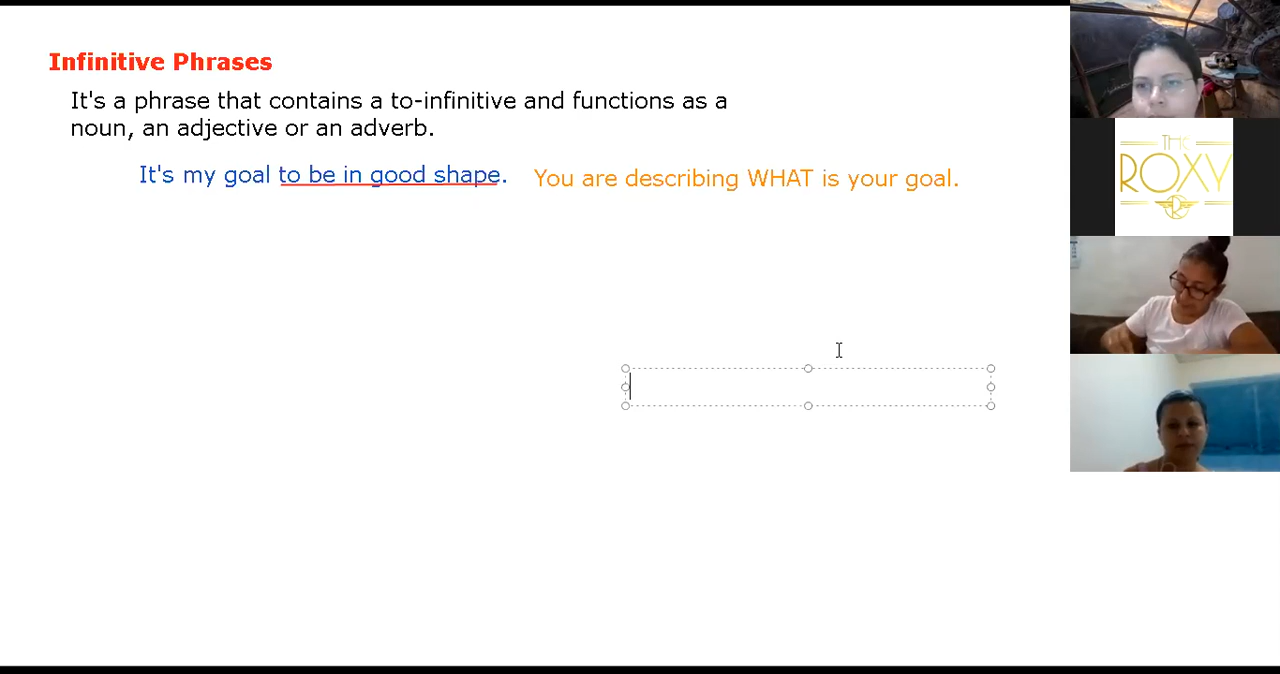 Infinitive Phrases
It's a phrase that contains a to-infinitive and functions as a
noun, an adjective or an adverb.
It's my goal to be in good shape. You are describing WHAT is your goal.
THE
ROXY
R